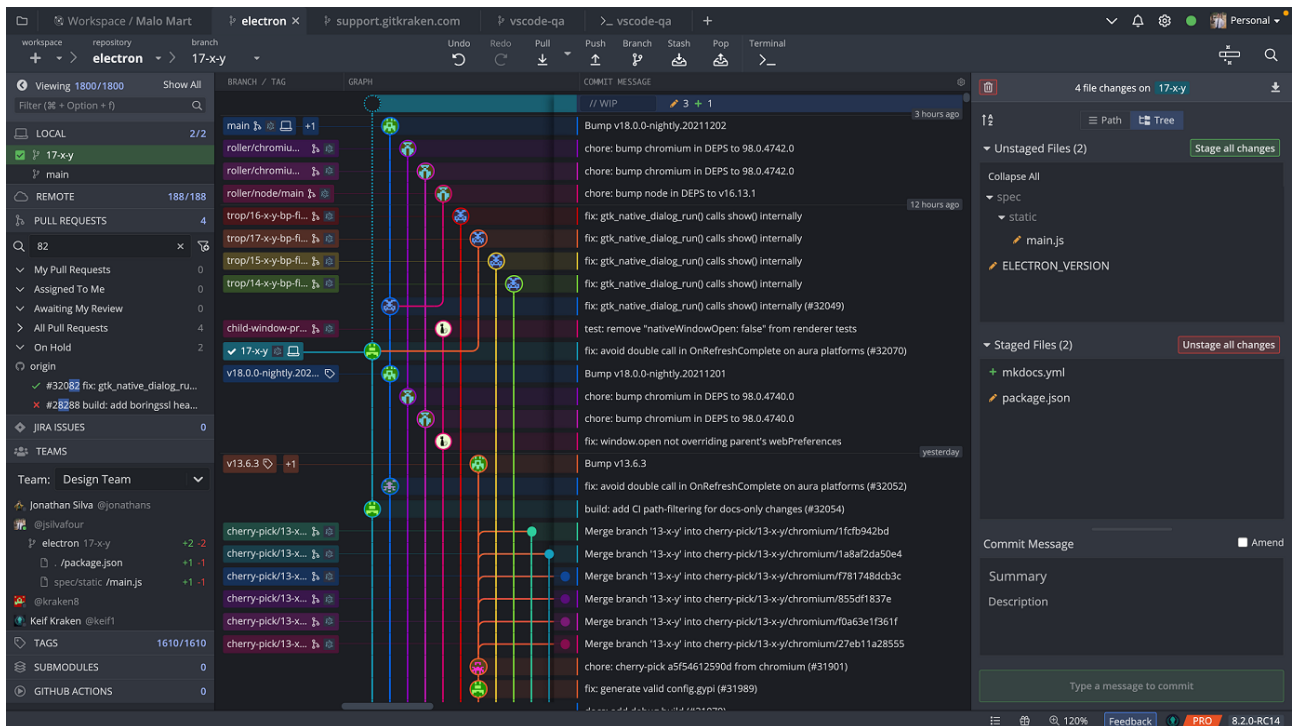 Workspace / Malo Mart
electron ×
support.gitkraken.com
vscode-qa
>_ vscode-qa
+
Personal
workspace
repository
branch
+
electron
17-x-y
Undo
Redo
Pull
Push
Branch
Stash
Pop
Terminal
Viewing 1800/1800
Show All
Filter (⌘ + Option + f)
LOCAL 2/2
17-x-y
main
REMOTE 188/188
PULL REQUESTS 4
82 ×
My Pull Requests 0
Assigned To Me 0
Awaiting My Review 0
All Pull Requests 4
On Hold 2
origin
#32082 fix: gtk_native_dialog_ru...
#28288 build: add boringssl hea...
JIRA ISSUES 0
TEAMS
Team: Design Team
Jonathan Silva @jonathans
@jsilvafour
electron 17-x-y +2 -2
. /package.json +1 -1
spec/static /main.js +1 -1
@kraken8
Keif Kraken @keif1
TAGS 1610/1610
SUBMODULES 0
GITHUB ACTIONS 0
BRANCH / TAG
GRAPH
COMMIT MESSAGE
// WIP 3 + 1
3 hours ago
main +1 Bump v18.0.0-nightly.20211202
roller/chromiu... chore: bump chromium in DEPS to 98.0.4742.0
roller/chromiu... chore: bump chromium in DEPS to 98.0.4742.0
roller/node/main chore: bump node in DEPS to v16.13.1
12 hours ago
trop/16-x-y-bp-fi... fix: gtk_native_dialog_run() calls show() internally
trop/17-x-y-bp-fi... fix: gtk_native_dialog_run() calls show() internally
trop/15-x-y-bp-fi... fix: gtk_native_dialog_run() calls show() internally
trop/14-x-y-bp-fi... fix: gtk_native_dialog_run() calls show() internally
fix: gtk_native_dialog_run() calls show() internally (#32049)
child-window-pr... test: remove "nativeWindowOpen: false" from renderer tests
17-x-y fix: avoid double call in OnRefreshComplete on aura platforms (#32070)
v18.0.0-nightly.202... Bump v18.0.0-nightly.20211201
chore: bump chromium in DEPS to 98.0.4740.0
chore: bump chromium in DEPS to 98.0.4740.0
fix: window.open not overriding parent's webPreferences
yesterday
v13.6.3 +1 Bump v13.6.3
fix: avoid double call in OnRefreshComplete on aura platforms (#32052)
build: add CI path-filtering for docs-only changes (#32054)
cherry-pick/13-x... Merge branch '13-x-y' into cherry-pick/13-x-y/chromium/1fcfb942bd
cherry-pick/13-x... Merge branch '13-x-y' into cherry-pick/13-x-y/chromium/1a8af2da50e4
cherry-pick/13-x... Merge branch '13-x-y' into cherry-pick/13-x-y/chromium/f781748dcb3c
cherry-pick/13-x... Merge branch '13-x-y' into cherry-pick/13-x-y/chromium/855df1837e
cherry-pick/13-x... Merge branch '13-x-y' into cherry-pick/13-x-y/chromium/f0a63e1f361f
cherry-pick/13-x... Merge branch '13-x-y' into cherry-pick/13-x-y/chromium/27eb11a28555
chore: cherry-pick a5f54612590d from chromium (#31901)
fix: generate valid config.gypi (#31989)
4 file changes on 17-x-y
Path
Tree
Unstaged Files (2)
Stage all changes
Collapse All
spec
static
main.js
ELECTRON_VERSION
Staged Files (2)
Unstage all changes
+ mkdocs.yml
package.json
Commit Message
Amend
Summary
Description
Type a message to commit
120%
Feedback
PRO
8.2.0-RC14